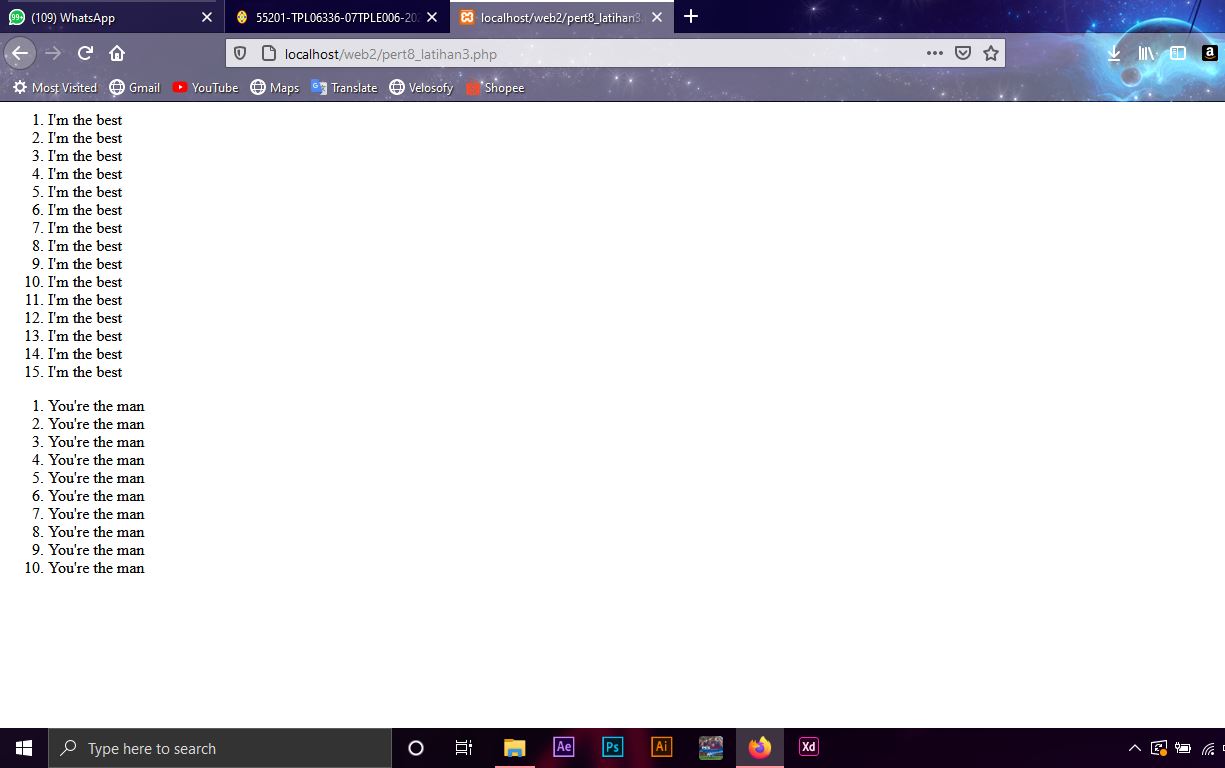 99+ (109) WhatsApp
55201-TPL06336-07TPLE006-202
localhost/web2/pert8_latihan3.
localhost/web2/pert8_latihan3.php
Most Visited Gmail YouTube Maps Translate Velosofy Shopee
1. I'm the best
2. I'm the best
3. I'm the best
4. I'm the best
5. I'm the best
6. I'm the best
7. I'm the best
8. I'm the best
9. I'm the best
10. I'm the best
11. I'm the best
12. I'm the best
13. I'm the best
14. I'm the best
15. I'm the best
1. You're the man
2. You're the man
3. You're the man
4. You're the man
5. You're the man
6. You're the man
7. You're the man
8. You're the man
9. You're the man
10. You're the man
Type here to search
Ae Ps Ai Xd